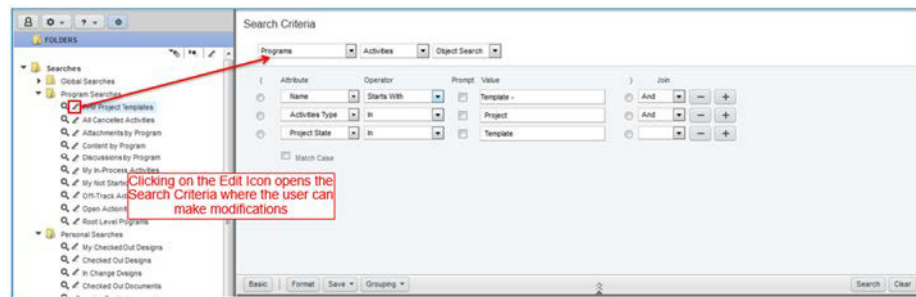 Search Criteria
FOLDERS
Programs Activities Object Search
Searches
Global Searches
Program Searches
Project Templates
All Cancelled Activities
Attachments by Program
Content by Program
Discussions by Program
My In-Process Activities
My Not Starte
Off-Track Act
Open Action
Root Level Programs
Personal Searches
My Checked Out Designs
Checked Out Designs
In Change Designs
Checked Out Documents
( Attribute Operator Prompt Value ) Join
Name Starts With Template - And
Activities Type In Project And
Project State In Template
Match Case
Clicking on the Edit Icon opens the
Search Criteria where the user can
make modifications
Basic Format Save Grouping Search Clear